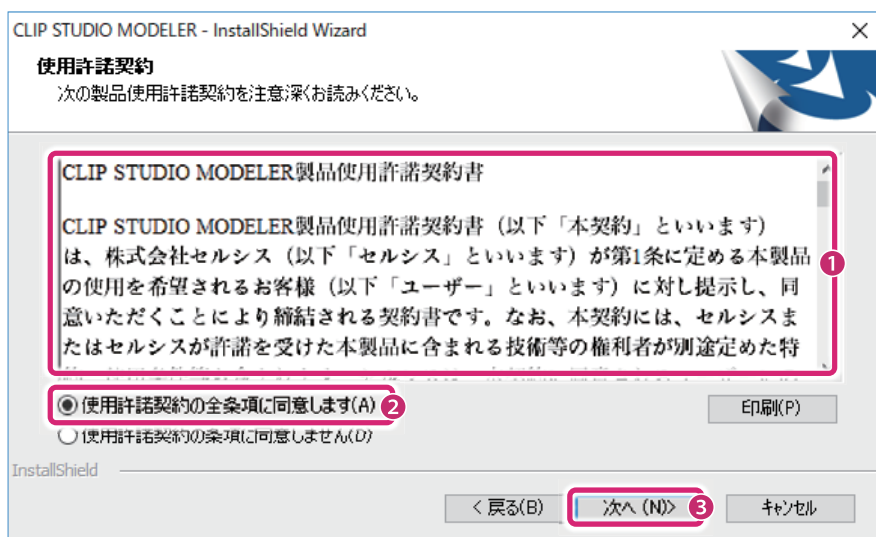 CLIP STUDIO MODELER - InstallShield Wizard
使用許諾契約
次の製品使用許諾契約を注意深くお読みください。
CLIP STUDIO MODELER製品使用許諾契約書
CLIP STUDIO MODELER製品使用許諾契約書（以下「本契約」といいます）
は、株式会社セルシス（以下「セルシス」といいます）が第1条に定める本製品
の使用を希望されるお客様（以下「ユーザー」といいます）に対し提示し、同
意いただくことにより締結される契約書です。なお、本契約には、セルシスま
たはセルシスが許諾を受けた本製品に含まれる技術等の権利者が別途定めた特
1
使用許諾契約の全条項に同意します(A) 2
印刷(P)
使用許諾契約の条項に同意しません(D)
InstallShield
< 戻る(B) 次へ (N)> 3 キャンセル